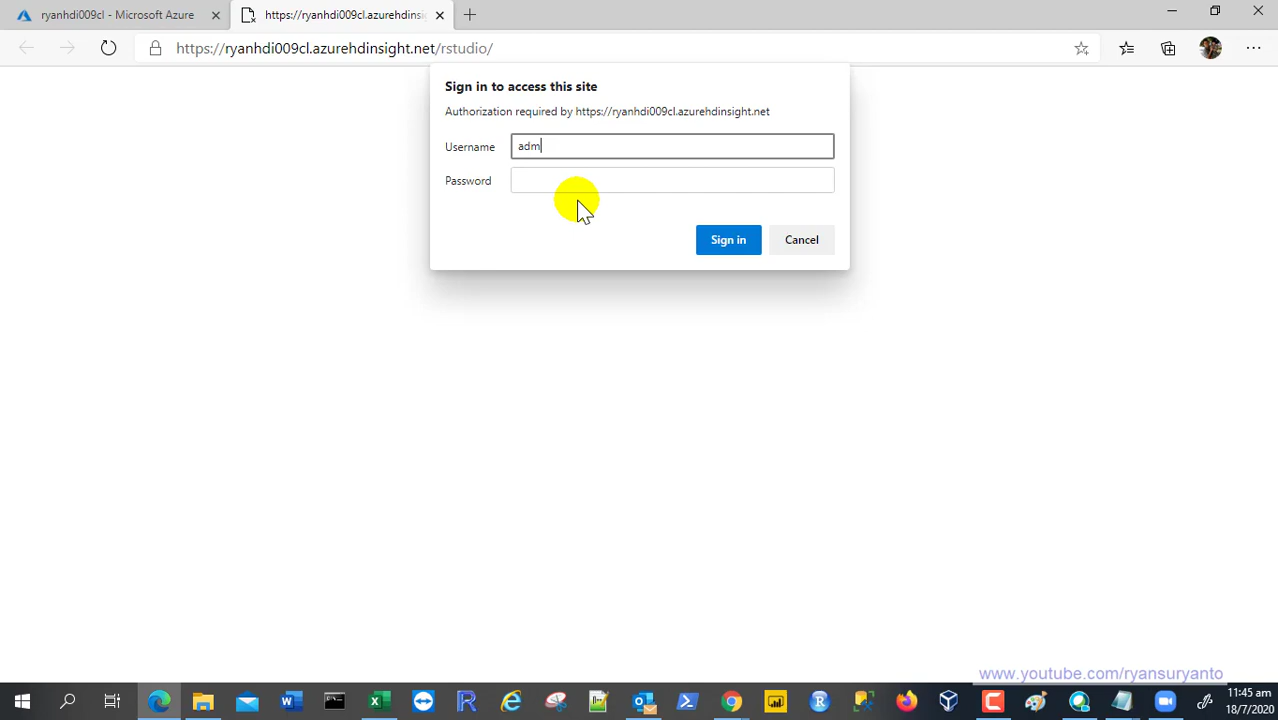 ryanhdi009cl - Microsoft Azure
https://ryanhdi009cl.azurehdinsig
https://ryanhdi009cl.azurehdinsight.net/rstudio/
Sign in to access this site
Authorization required by https://ryanhdi009cl.azurehdinsight.net
Username
adm
Password
Sign in
Cancel
www.youtube.com/ryansuryanto
11:45 am
18/7/2020